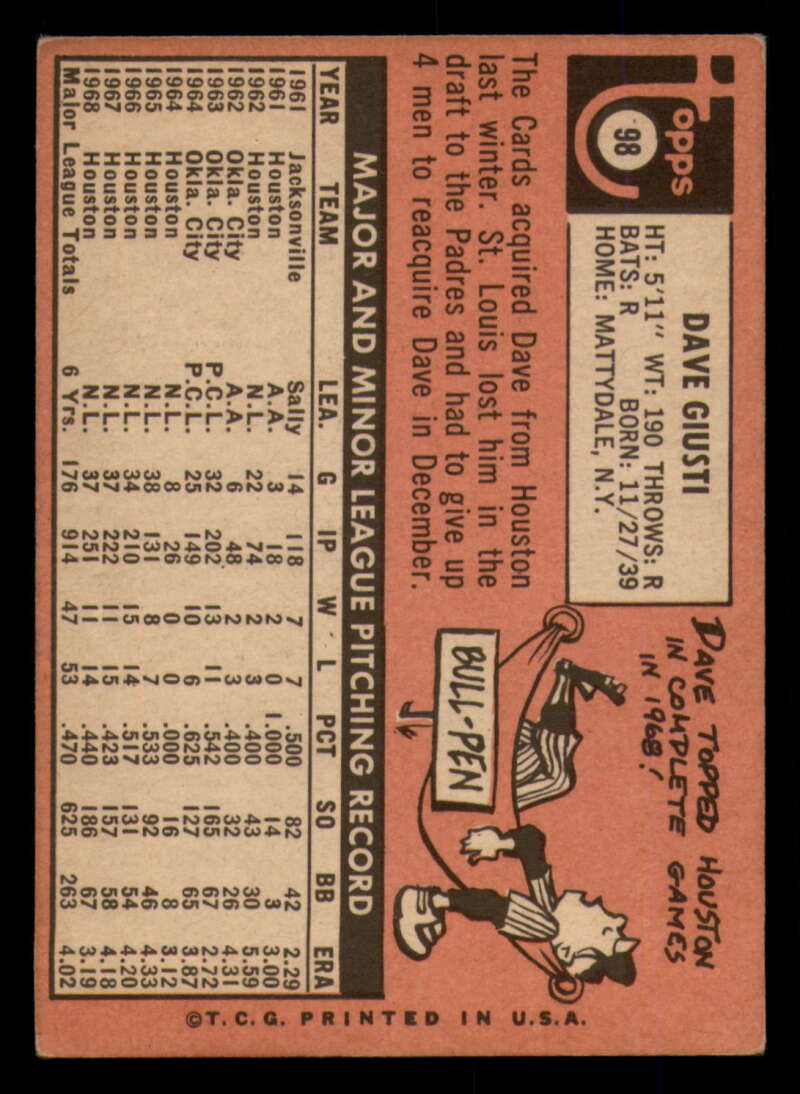 Topps
98
DAVE GIUSTI
HT: 5'11" WT: 190 THROWS: R
BATS: R BORN: 11/27/39
HOME: MATTYDALE, N.Y.
The Cards acquired Dave from Houston
last winter. St. Louis lost him in the
draft to the Padres and had to give up
4 men to reacquire Dave in December.
DAVE TOPPED HOUSTON
IN COMPLETE GAMES
IN 1968!
BULL-PEN
MAJOR AND MINOR LEAGUE PITCHING RECORD
YEAR TEAM LEA. G IP W L PCT SO BB ERA
1961 Jacksonville Sally 14 118 7 7 .500 82 42 2.29
1961 Houston A.A. 3 18 2 0 1.000 14 3 3.00
1962 Houston N.L. 22 74 2 3 .400 43 30 5.59
1962 Okla. City A.A. 6 48 2 3 .400 32 26 4.31
1963 Okla. City P.C.L. 32 202 13 11 .542 165 67 2.72
1964 Okla. City P.C.L. 25 149 10 6 .625 127 65 3.87
1964 Houston N.L. 8 26 0 0 .000 16 8 3.12
1965 Houston N.L. 38 131 8 7 .533 92 46 4.33
1966 Houston N.L. 34 210 15 14 .517 131 54 4.20
1967 Houston N.L. 37 222 11 15 .423 157 58 4.18
1968 Houston N.L. 37 251 11 14 .440 186 67 3.19
Major League Totals 6 Yrs. 176 914 47 53 .470 625 263 4.02
©T.C.G. PRINTED IN U.S.A.